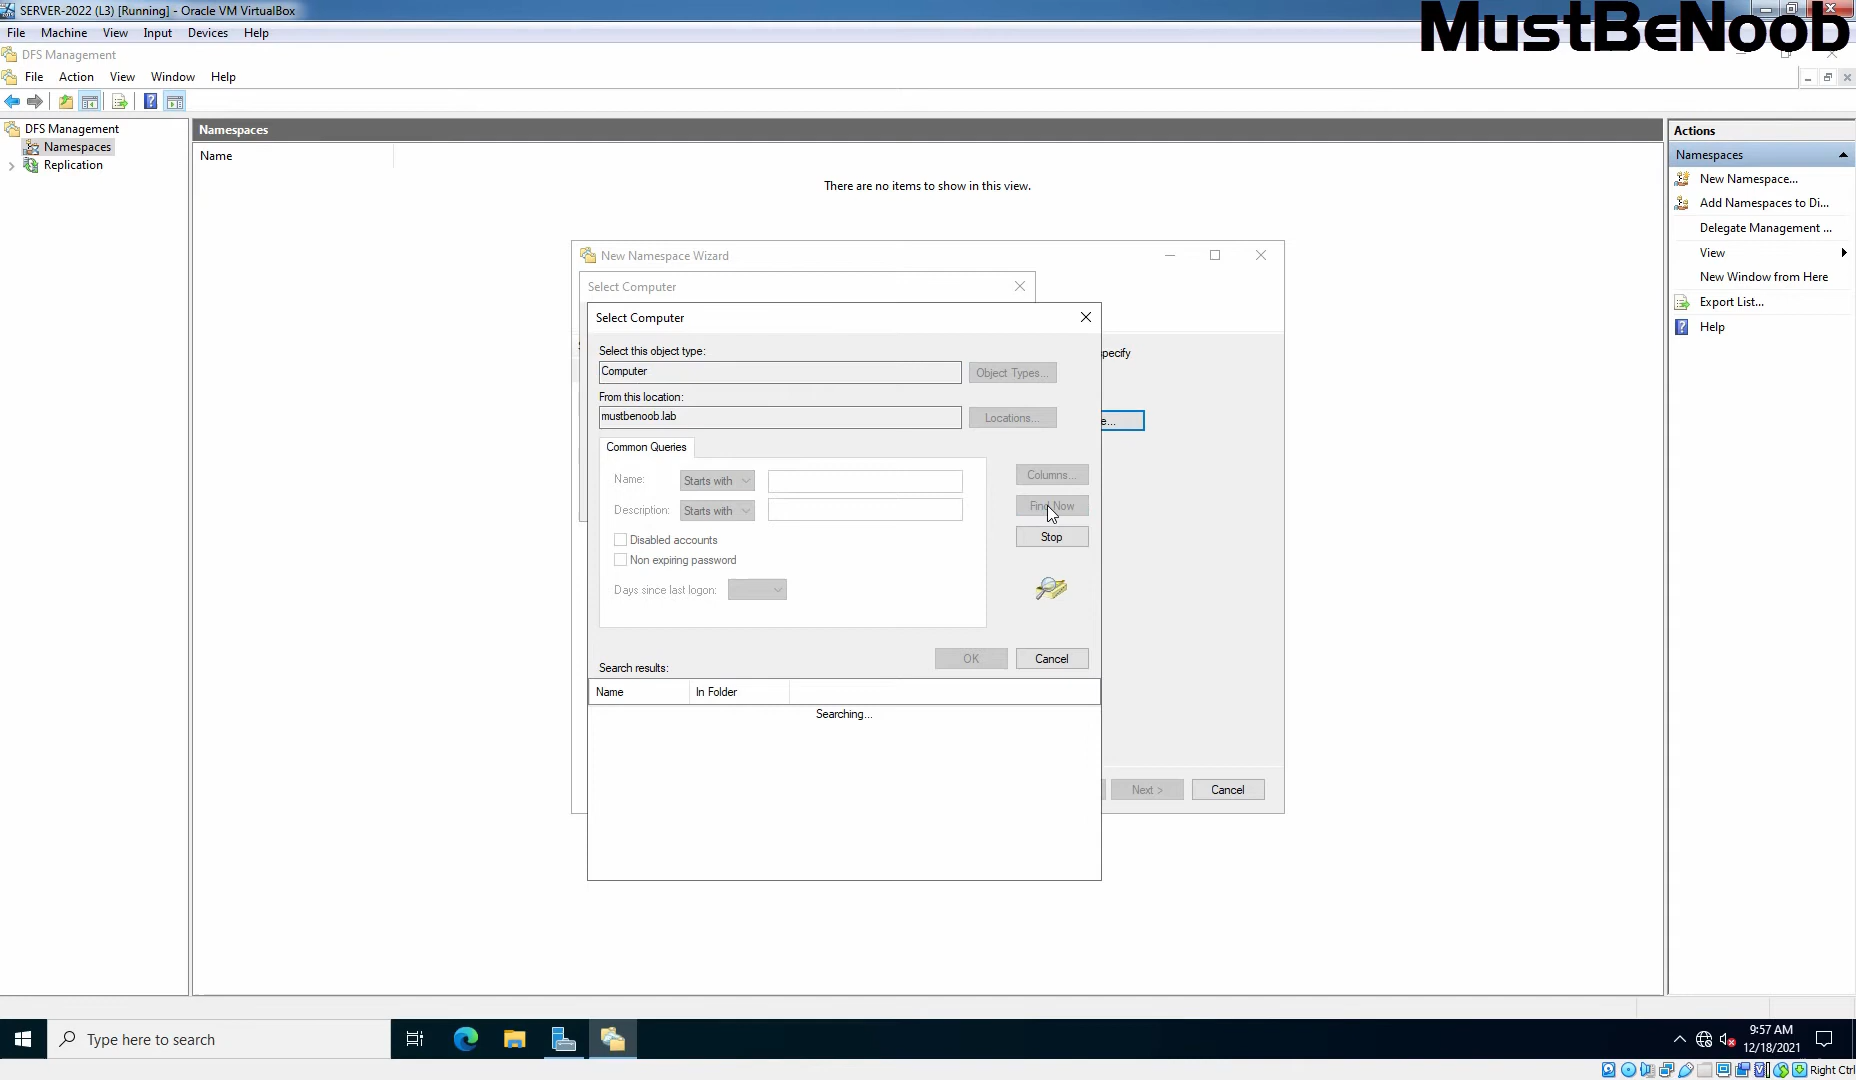 SERVER-2022 (L3) [Running] - Oracle VM VirtualBox
MustBeNoob
File Machine View Input Devices Help
DFS Management
File Action View Window Help
DFS Management
Namespaces
Replication
Namespaces
Name
There are no items to show in this view.
Actions
Namespaces
New Namespace...
Add Namespaces to Di...
Delegate Management ...
View
New Window from Here
Export List...
Help
New Namespace Wizard
Select Computer
Select Computer
Select this object type:
Computer
Object Types...
From this location:
mustbenoob.lab
Locations...
Common Queries
Name:
Starts with
Description:
Starts with
Disabled accounts
Non expiring password
Days since last logon:
Columns...
Find Now
Stop
OK
Cancel
Search results:
Name
In Folder
Searching...
pecify
e...
Next >
Cancel
Type here to search
9:57 AM
12/18/2021
Right Ctrl